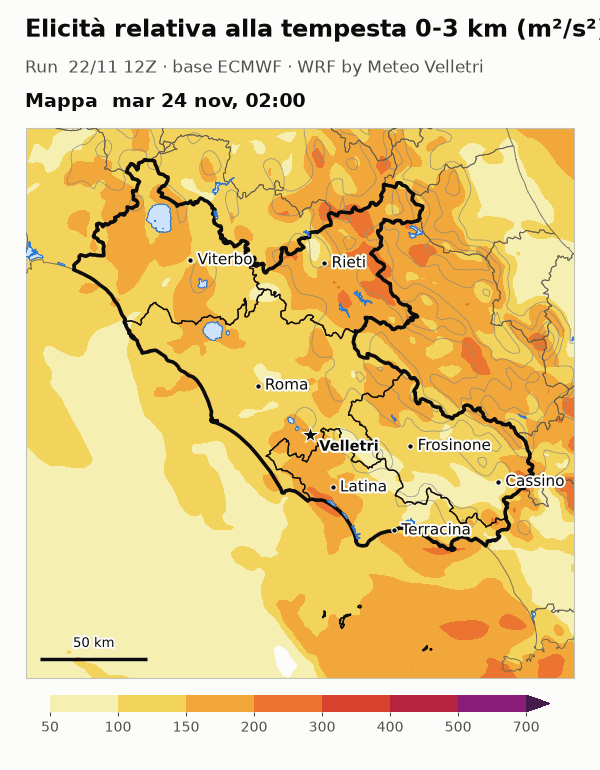 Elicità relativa alla tempesta 0-3 km (m²/s²)
Run 22/11 12Z · base ECMWF · WRF by Meteo Velletri
Mappa mar 24 nov, 02:00
Viterbo
Rieti
Roma
Velletri
Frosinone
Cassino
Latina
Terracina
50 km
50 100 150 200 300 400 500 700